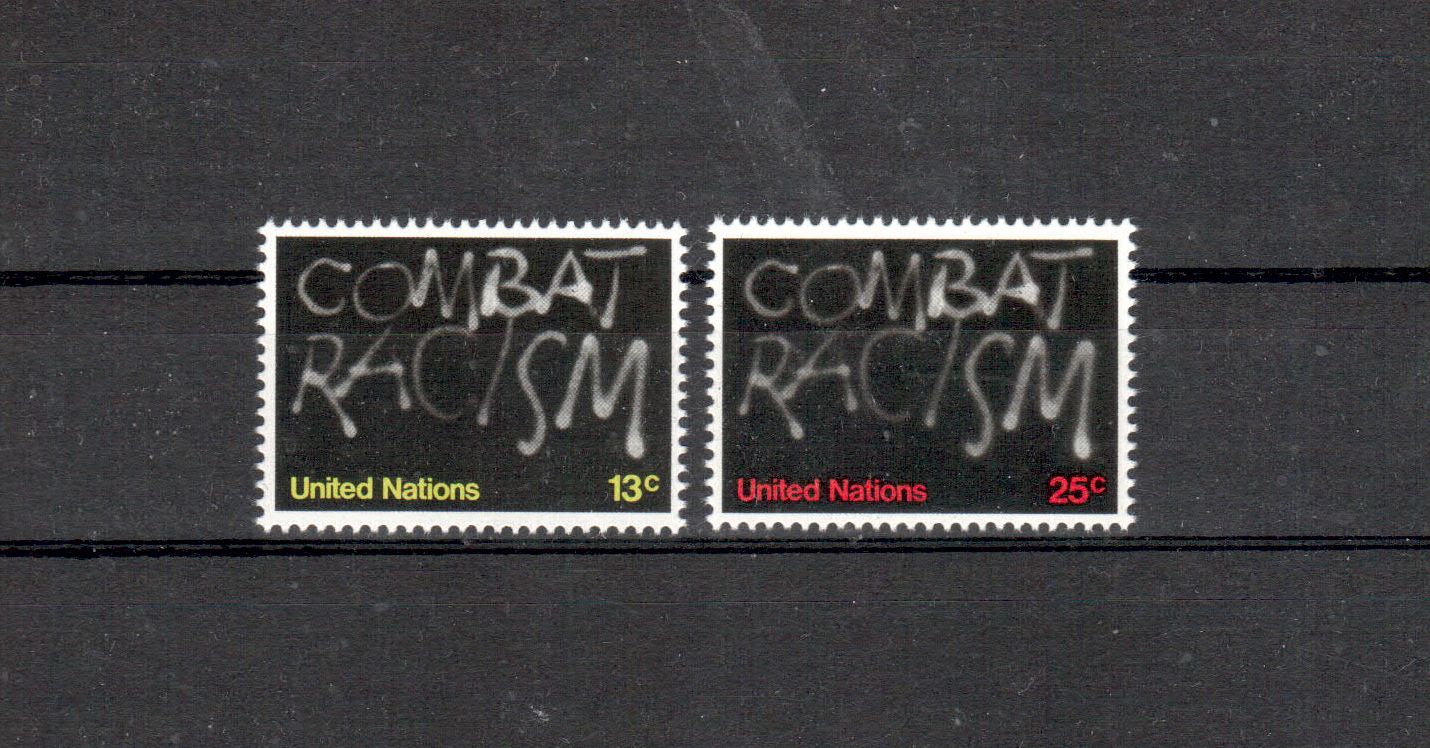 COMBAT
RACISM
United Nations 13c
COMBAT
RACISM
United Nations 25c